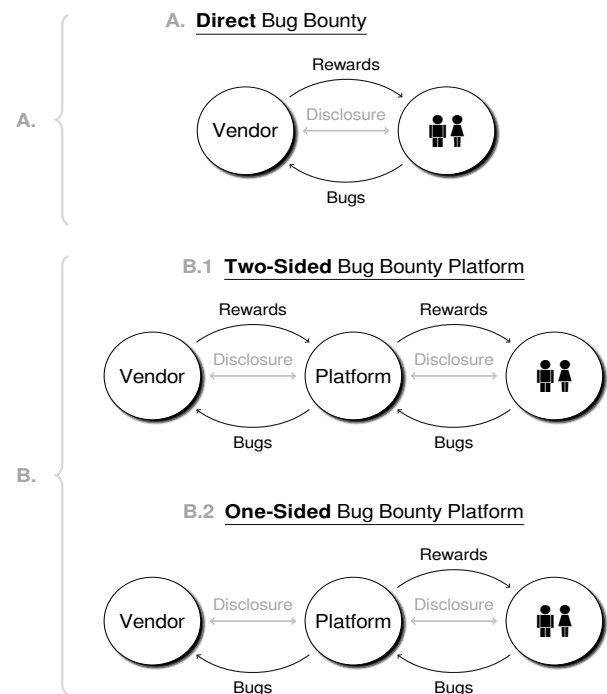 A. Direct Bug Bounty
Rewards
A.
Vendor
Disclosure
Bugs
B.1 Two-Sided Bug Bounty Platform
Rewards
Rewards
Vendor
Disclosure
Platform
Disclosure
Bugs
Bugs
B.
B.2 One-Sided Bug Bounty Platform
Rewards
Vendor
Disclosure
Platform
Disclosure
Bugs
Bugs